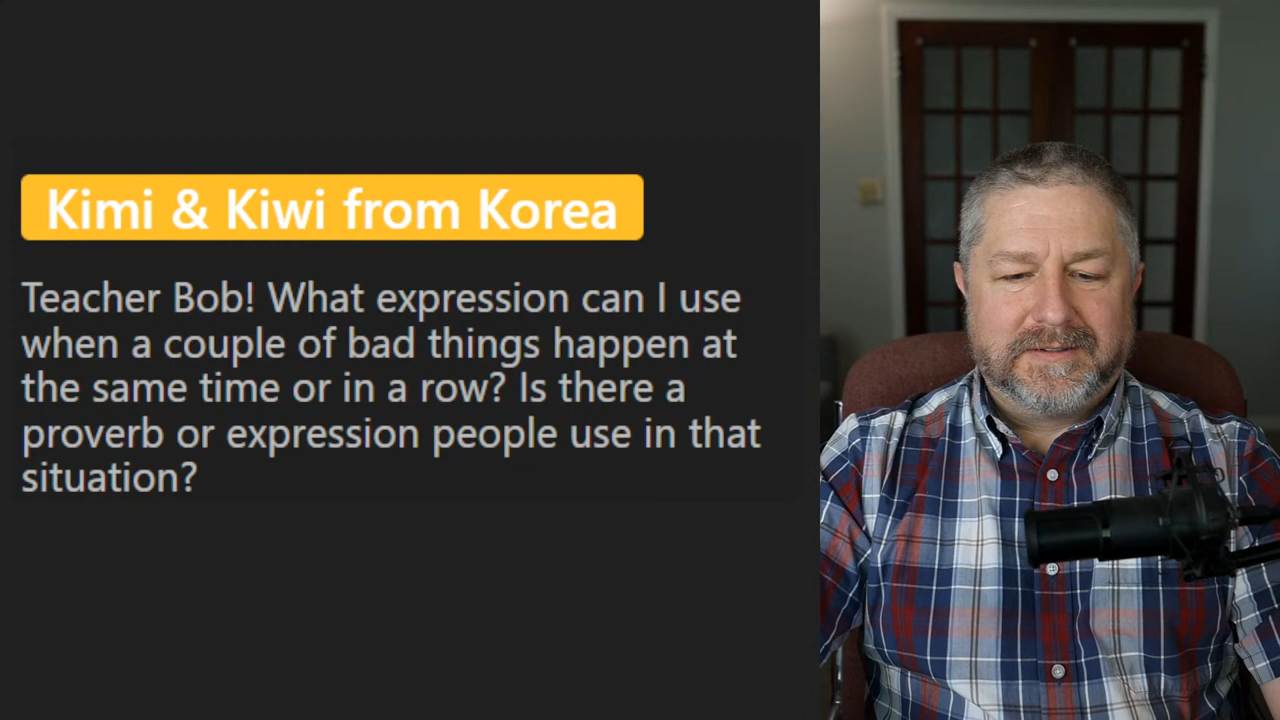 Kimi & Kiwi from Korea
Teacher Bob! What expression can I use
when a couple of bad things happen at
the same time or in a row? Is there a
proverb or expression people use in that
situation?